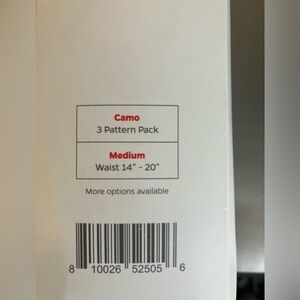 Camo
3 Pattern Pack
Medium
Waist 14" - 20"
More options available
8 10026 52505 6